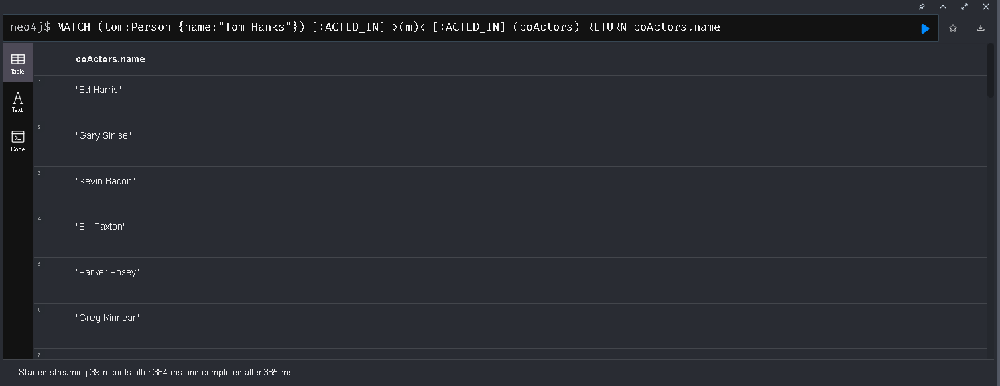 neo4j$ MATCH (tom:Person {name:"Tom Hanks"})-[:ACTED_IN]->(m)<-[:ACTED_IN]-(coActors) RETURN coActors.name
Table
Text
Code
coActors.name
1
"Ed Harris"
2
"Gary Sinise"
3
"Kevin Bacon"
4
"Bill Paxton"
5
"Parker Posey"
6
"Greg Kinnear"
7
Started streaming 39 records after 384 ms and completed after 385 ms.